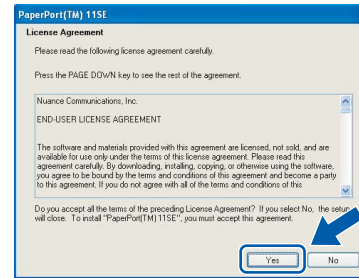 PaperPort(TM) 11SE
License Agreement
Please read the following license agreement carefully.
Press the PAGE DOWN key to see the rest of the agreement.
Nuance Communications, Inc.
END-USER LICENSE AGREEMENT
The software and materials provided with this agreement are licensed, not sold, and are
available for use only under the terms of this license agreement. Please read this
agreement carefully. By downloading, installing, copying, or otherwise using the software,
you agree to be bound by the terms and conditions of this agreement and become a party
to this agreement. If you do not agree with all of the terms and conditions of this
Do you accept all the terms of the preceding License Agreement? If you select No, the setup
will close. To install "PaperPort(TM) 11SE", you must accept this agreement.
Yes
No